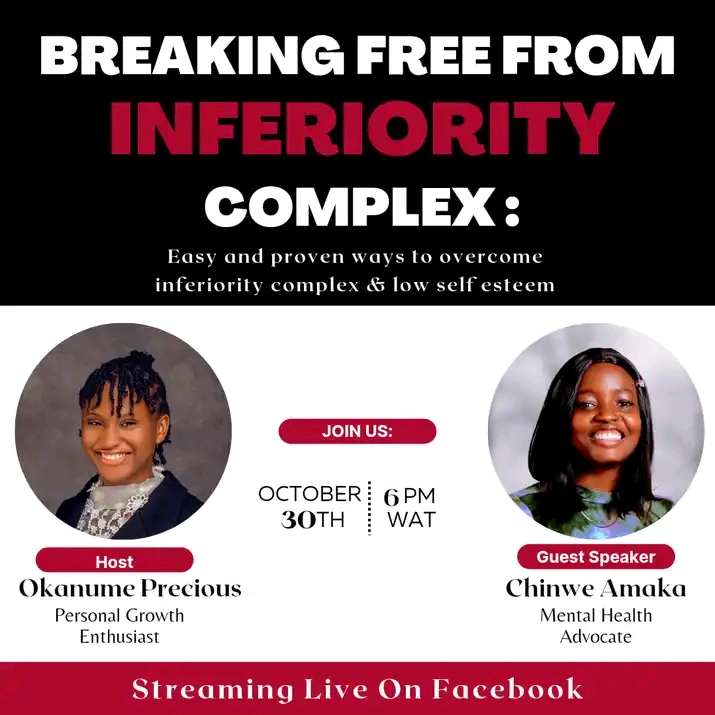 BREAKING FREE FROM
INFERIORITY
COMPLEX :
Easy and proven ways to overcome
inferiority complex & low self esteem
JOIN US:
OCTOBER
30TH
6 PM
WAT
Host
Okanume Precious
Personal Growth
Enthusiast
Guest Speaker
Chinwe Amaka
Mental Health
Advocate
Streaming Live On Facebook